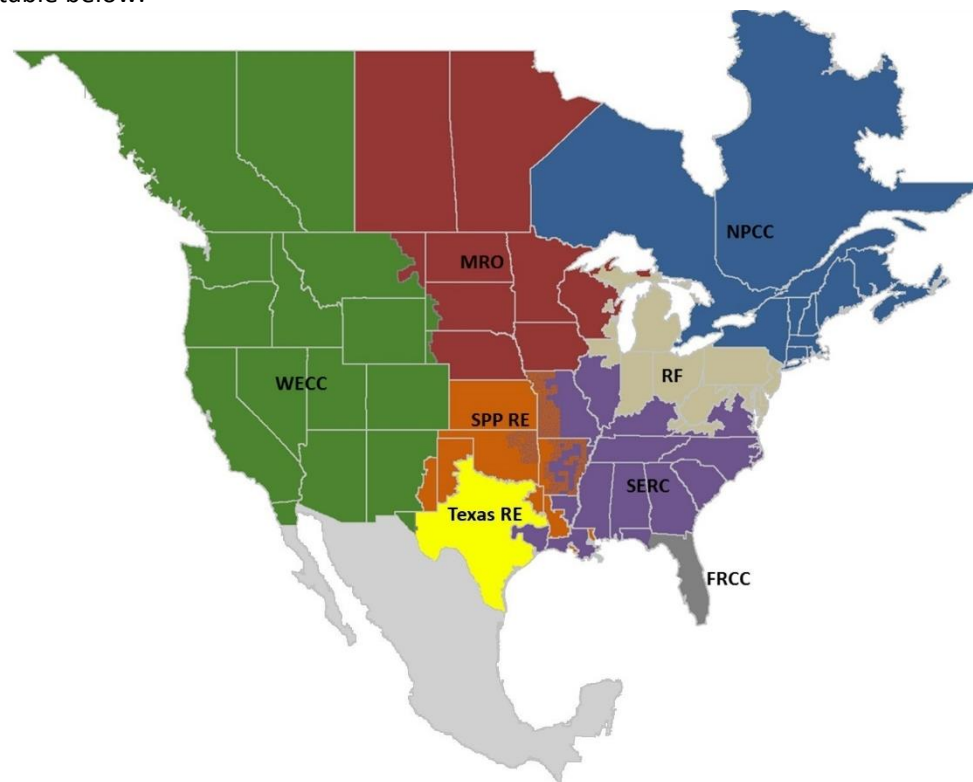 table below.
NPCC
MRO
RF
WECC
SPP RE
SERC
Texas RE
FRCC